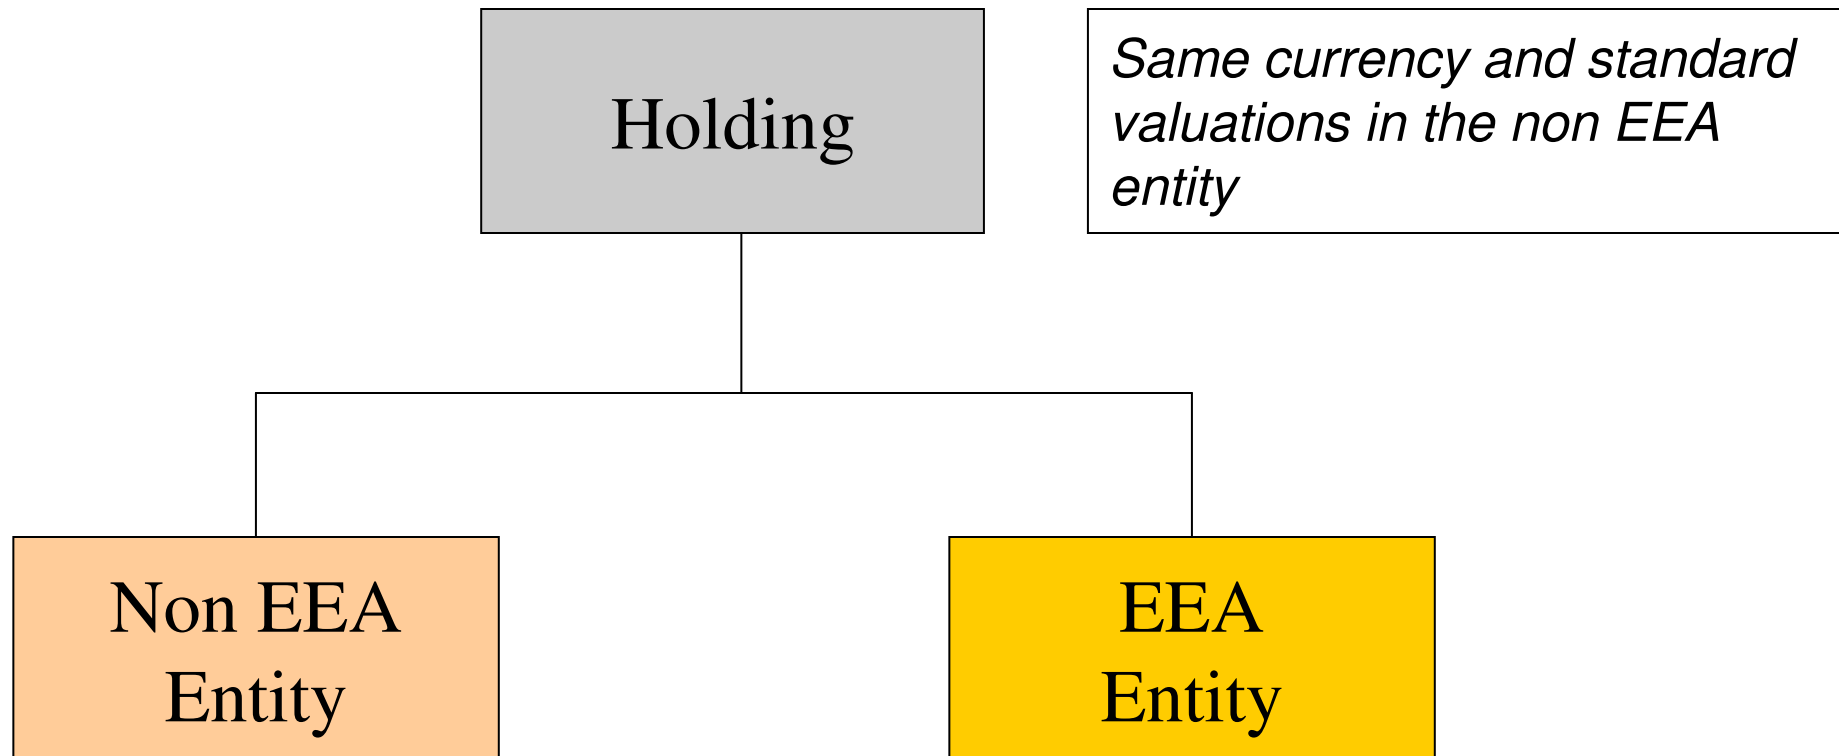 Holding
Same currency and standard
valuations in the non EEA
entity
Non EEA
Entity
EEA
Entity